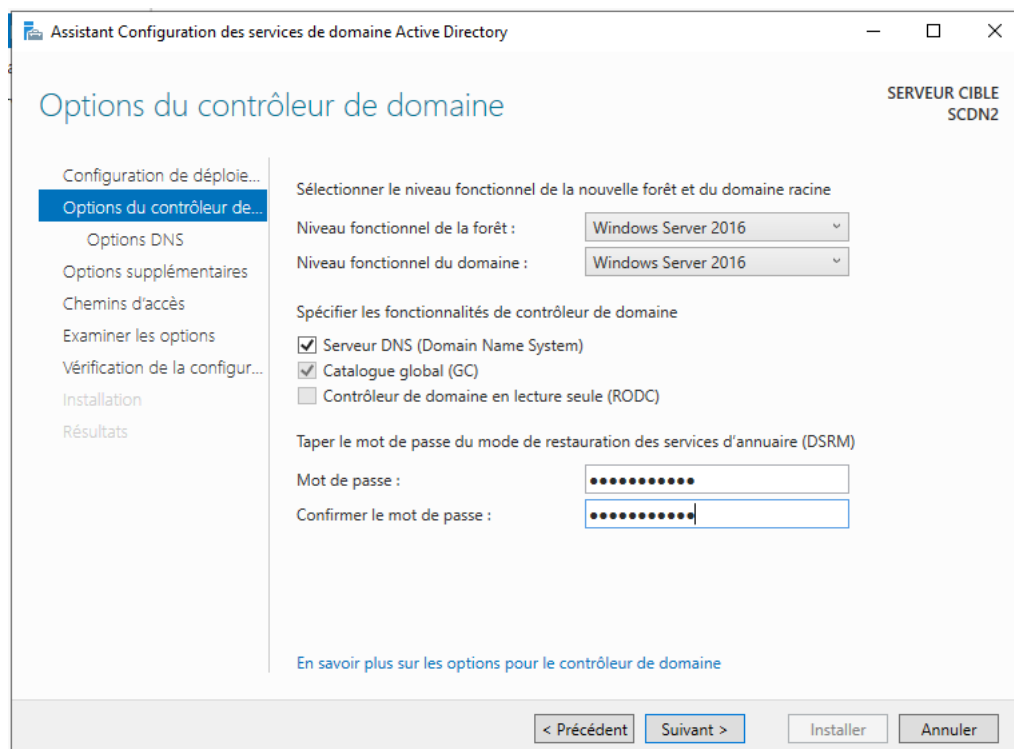 Assistant Configuration des services de domaine Active Directory
Options du contrôleur de domaine
SERVEUR CIBLE
SCDN2
Configuration de déploie...
Options du contrôleur de...
Options DNS
Options supplémentaires
Chemins d'accès
Examiner les options
Vérification de la configur...
Installation
Résultats
Sélectionner le niveau fonctionnel de la nouvelle forêt et du domaine racine
Niveau fonctionnel de la forêt : Windows Server 2016
Niveau fonctionnel du domaine : Windows Server 2016
Spécifier les fonctionnalités de contrôleur de domaine
Serveur DNS (Domain Name System)
Catalogue global (GC)
Contrôleur de domaine en lecture seule (RODC)
Taper le mot de passe du mode de restauration des services d'annuaire (DSRM)
Mot de passe : •••••••••••
Confirmer le mot de passe : •••••••••••
En savoir plus sur les options pour le contrôleur de domaine
< Précédent Suivant > Installer Annuler